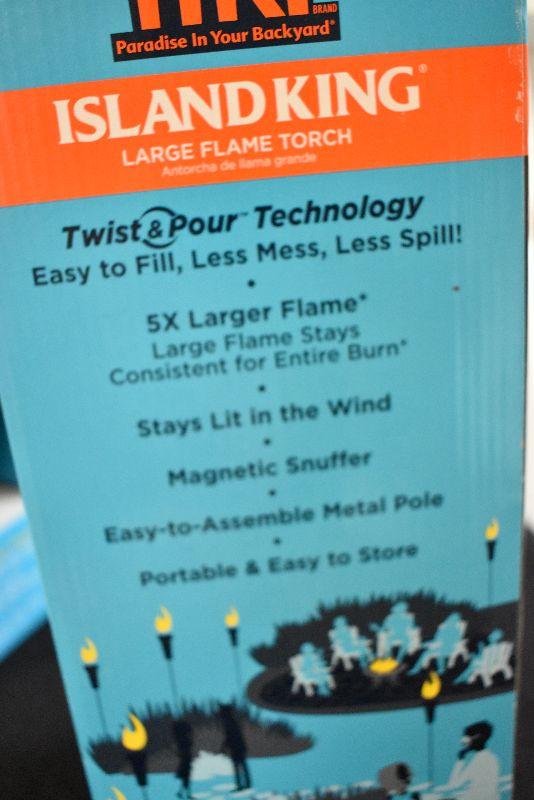 TIKI
BRAND
Paradise In Your Backyard®
ISLAND KING®
LARGE FLAME TORCH
Antorcha de llama grande
Twist & Pour™ Technology
Easy to Fill, Less Mess, Less Spill!
•
5X Larger Flame*
Large Flame Stays
Consistent for Entire Burn*
•
Stays Lit in the Wind
•
Magnetic Snuffer
•
Easy-to-Assemble Metal Pole
•
Portable & Easy to Store